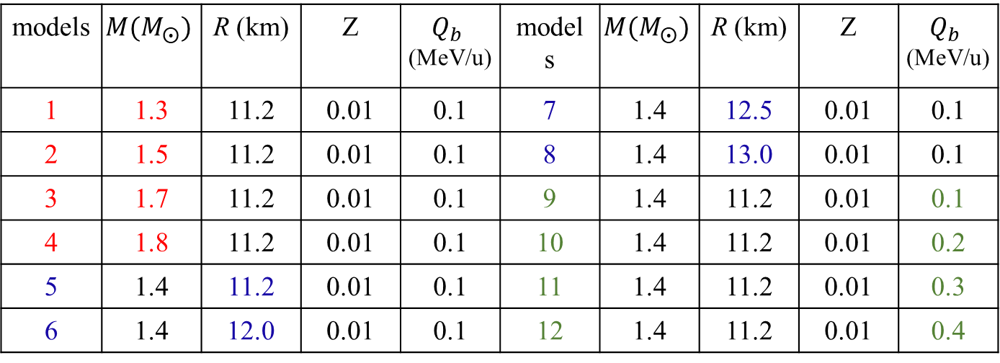 models M(M⊙) R (km) Z Q_b (MeV/u) model s M(M⊙) R (km) Z Q_b (MeV/u)
1 1.3 11.2 0.01 0.1 7 1.4 12.5 0.01 0.1
2 1.5 11.2 0.01 0.1 8 1.4 13.0 0.01 0.1
3 1.7 11.2 0.01 0.1 9 1.4 11.2 0.01 0.1
4 1.8 11.2 0.01 0.1 10 1.4 11.2 0.01 0.2
5 1.4 11.2 0.01 0.1 11 1.4 11.2 0.01 0.3
6 1.4 12.0 0.01 0.1 12 1.4 11.2 0.01 0.4